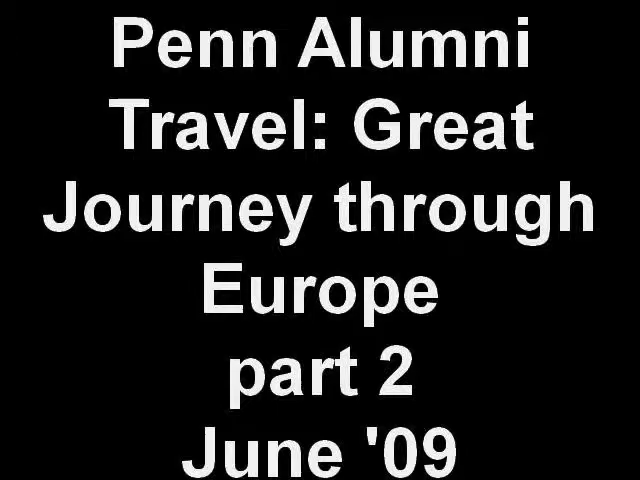 Penn Alumni
Travel: Great
Journey through
Europe
part 2
June '09